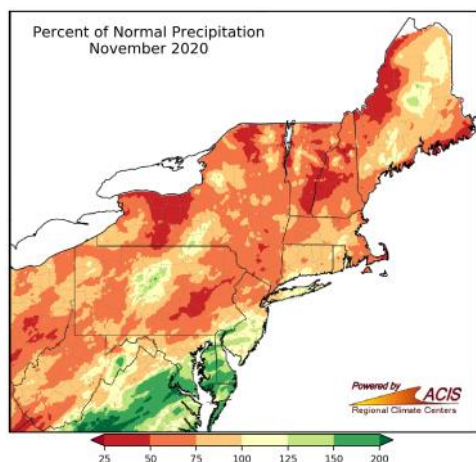 Percent of Normal Precipitation
November 2020
Powered by
ACIS
Regional Climate Centers
25 50 75 100 125 150 200